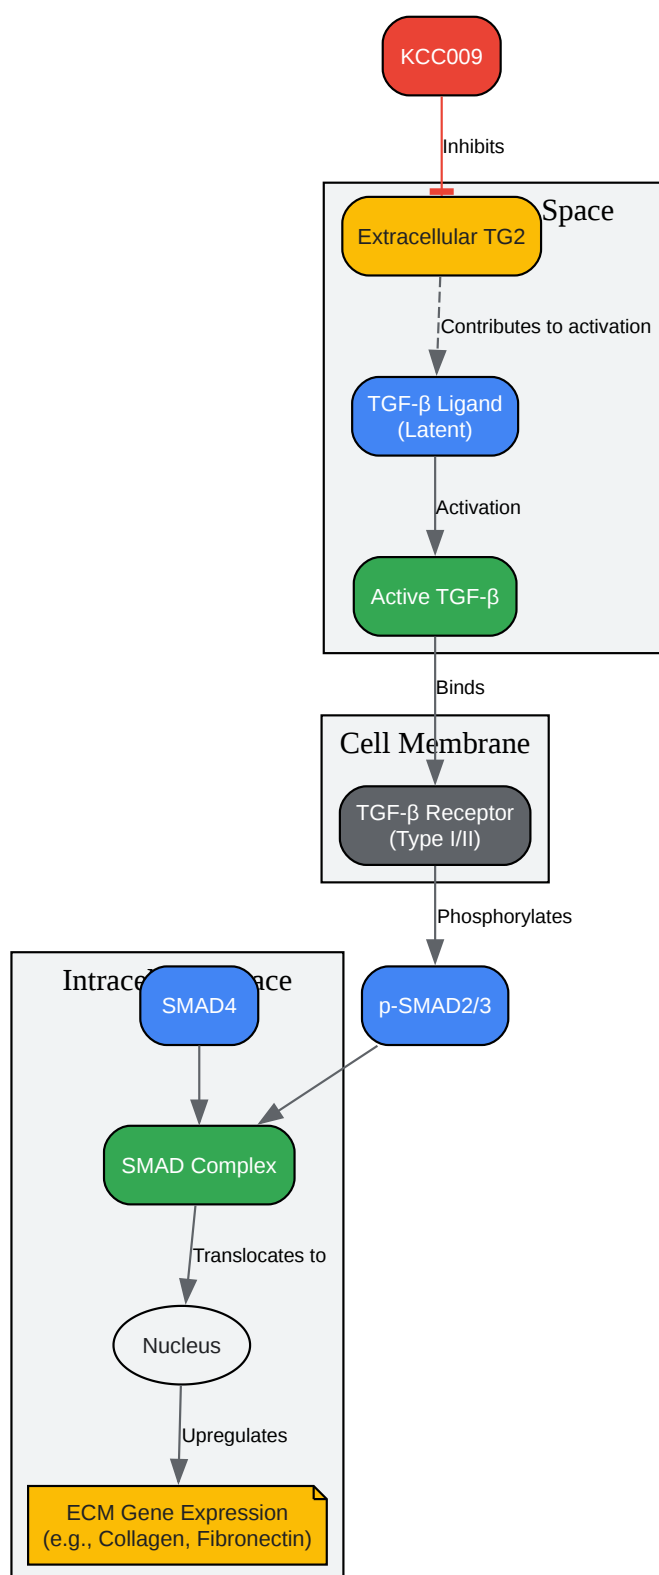 KCC009
Inhibits
Space
Extracellular TG2
Contributes to activation
TGF-β Ligand
(Latent)
Activation
Active TGF-β
Binds
Cell Membrane
TGF-β Receptor
(Type I/II)
Phosphorylates
SMAD4
p-SMAD2/3
SMAD Complex
Translocates to
Nucleus
Upregulates
ECM Gene Expression
(e.g., Collagen, Fibronectin)